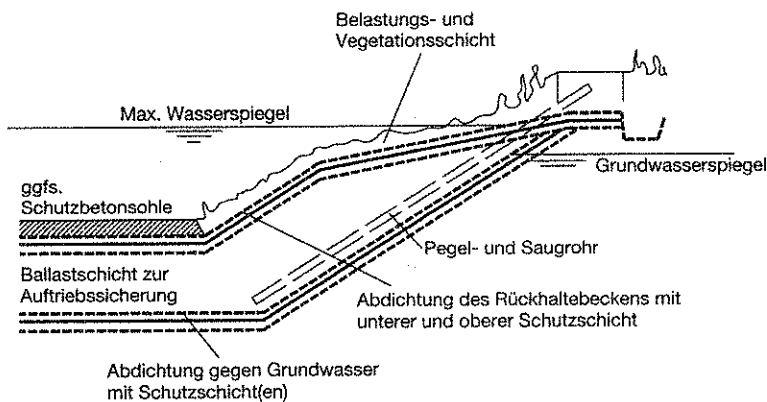 Belastungs- und
Vegetationsschicht
Max. Wasserspiegel
Grundwasserspiegel
ggfs.
Schutzbetonsohle
Pegel- und Saugrohr
Ballastschicht zur
Auftriebssicherung
Abdichtung des Rückhaltebeckens mit
unterer und oberer Schutzschicht
Abdichtung gegen Grundwasser
mit Schutzschicht(en)